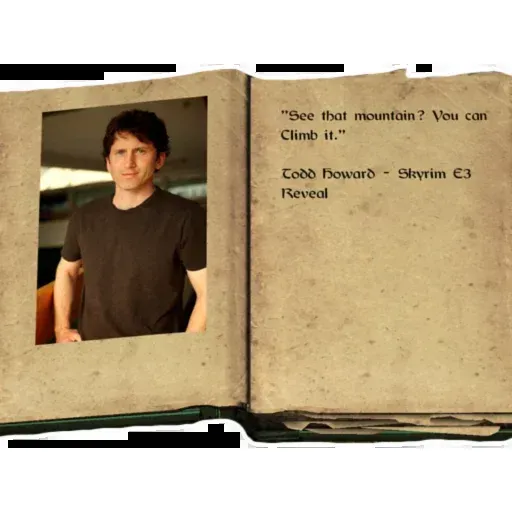 "See that mountain? You can
Climb it."
Todd Howard - Skyrim E3
Reveal